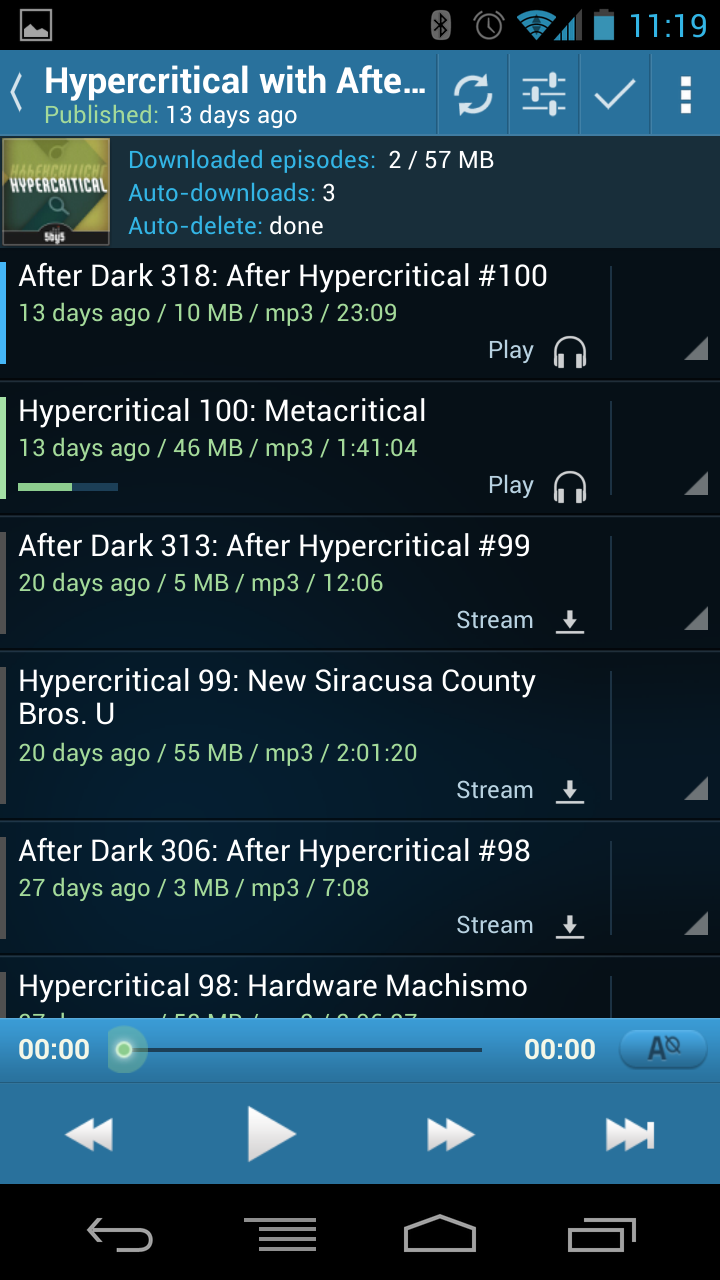 11:19
Hypercritical with Afte...
Published: 13 days ago
HYPERCRITICAL
5by5
Downloaded episodes: 2 / 57 MB
Auto-downloads: 3
Auto-delete: done
After Dark 318: After Hypercritical #100
13 days ago / 10 MB / mp3 / 23:09
Play
Hypercritical 100: Metacritical
13 days ago / 46 MB / mp3 / 1:41:04
Play
After Dark 313: After Hypercritical #99
20 days ago / 5 MB / mp3 / 12:06
Stream
Hypercritical 99: New Siracusa County
Bros. U
20 days ago / 55 MB / mp3 / 2:01:20
Stream
After Dark 306: After Hypercritical #98
27 days ago / 3 MB / mp3 / 7:08
Stream
Hypercritical 98: Hardware Machismo
00:00
00:00
A